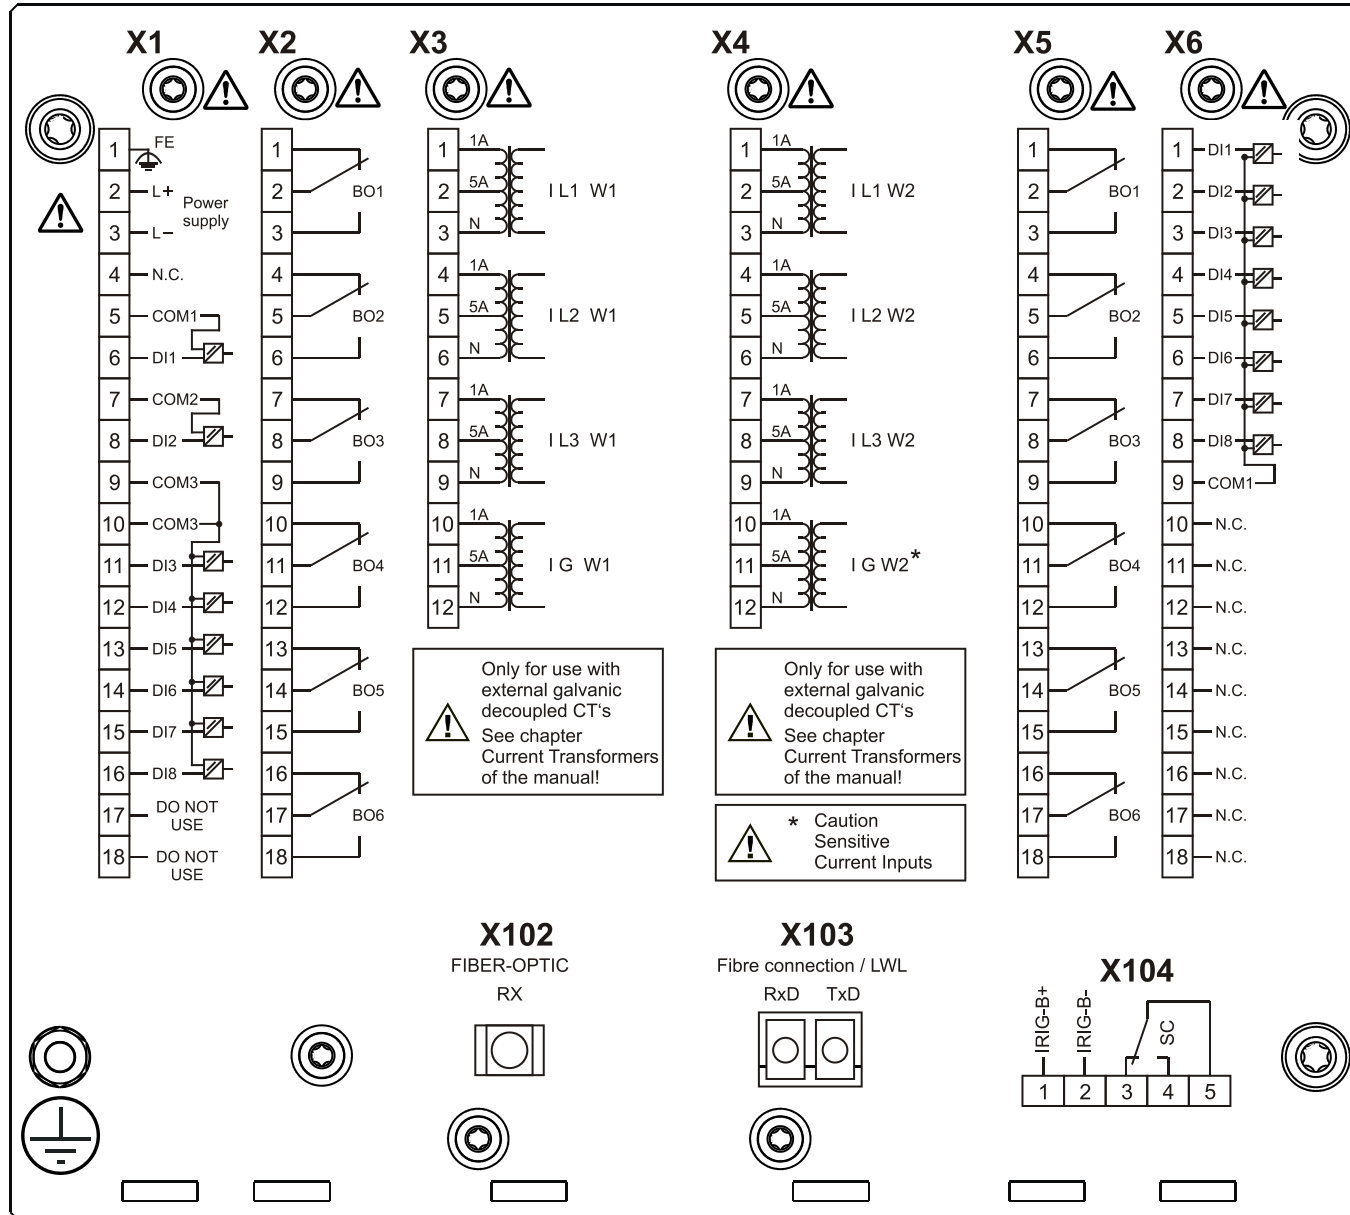 X1
X2
X3
X4
X5
X6
1 FE
2 L+ Power supply
3 L–
4 N.C.
5 COM1
6 DI1
7 COM2
8 DI2
9 COM3
10 COM3
11 DI3
12 DI4
13 DI5
14 DI6
15 DI7
16 DI8
17 DO NOT USE
18 DO NOT USE
1
2 BO1
3
4
5 BO2
6
7
8 BO3
9
10
11 BO4
12
13
14 BO5
15
16
17 BO6
18
1 1A
2 5A I L1 W1
3 N
4 1A
5 5A I L2 W1
6 N
7 1A
8 5A I L3 W1
9 N
10 1A
11 5A I G W1
12 N
Only for use with
external galvanic
decoupled CT's
See chapter
Current Transformers
of the manual!
1 1A
2 5A I L1 W2
3 N
4 1A
5 5A I L2 W2
6 N
7 1A
8 5A I L3 W2
9 N
10 1A
11 5A I G W2*
12 N
Only for use with
external galvanic
decoupled CT's
See chapter
Current Transformers
of the manual!
* Caution
Sensitive
Current Inputs
1
2 BO1
3
4
5 BO2
6
7
8 BO3
9
10
11 BO4
12
13
14 BO5
15
16
17 BO6
18
1 DI1
2 DI2
3 DI3
4 DI4
5 DI5
6 DI6
7 DI7
8 DI8
9 COM1
10 N.C.
11 N.C.
12 N.C.
13 N.C.
14 N.C.
15 N.C.
16 N.C.
17 N.C.
18 N.C.
X102
FIBER-OPTIC
RX
X103
Fibre connection / LWL
RxD TxD
X104
IRIG-B+
IRIG-B-
SC
1 2 3 4 5